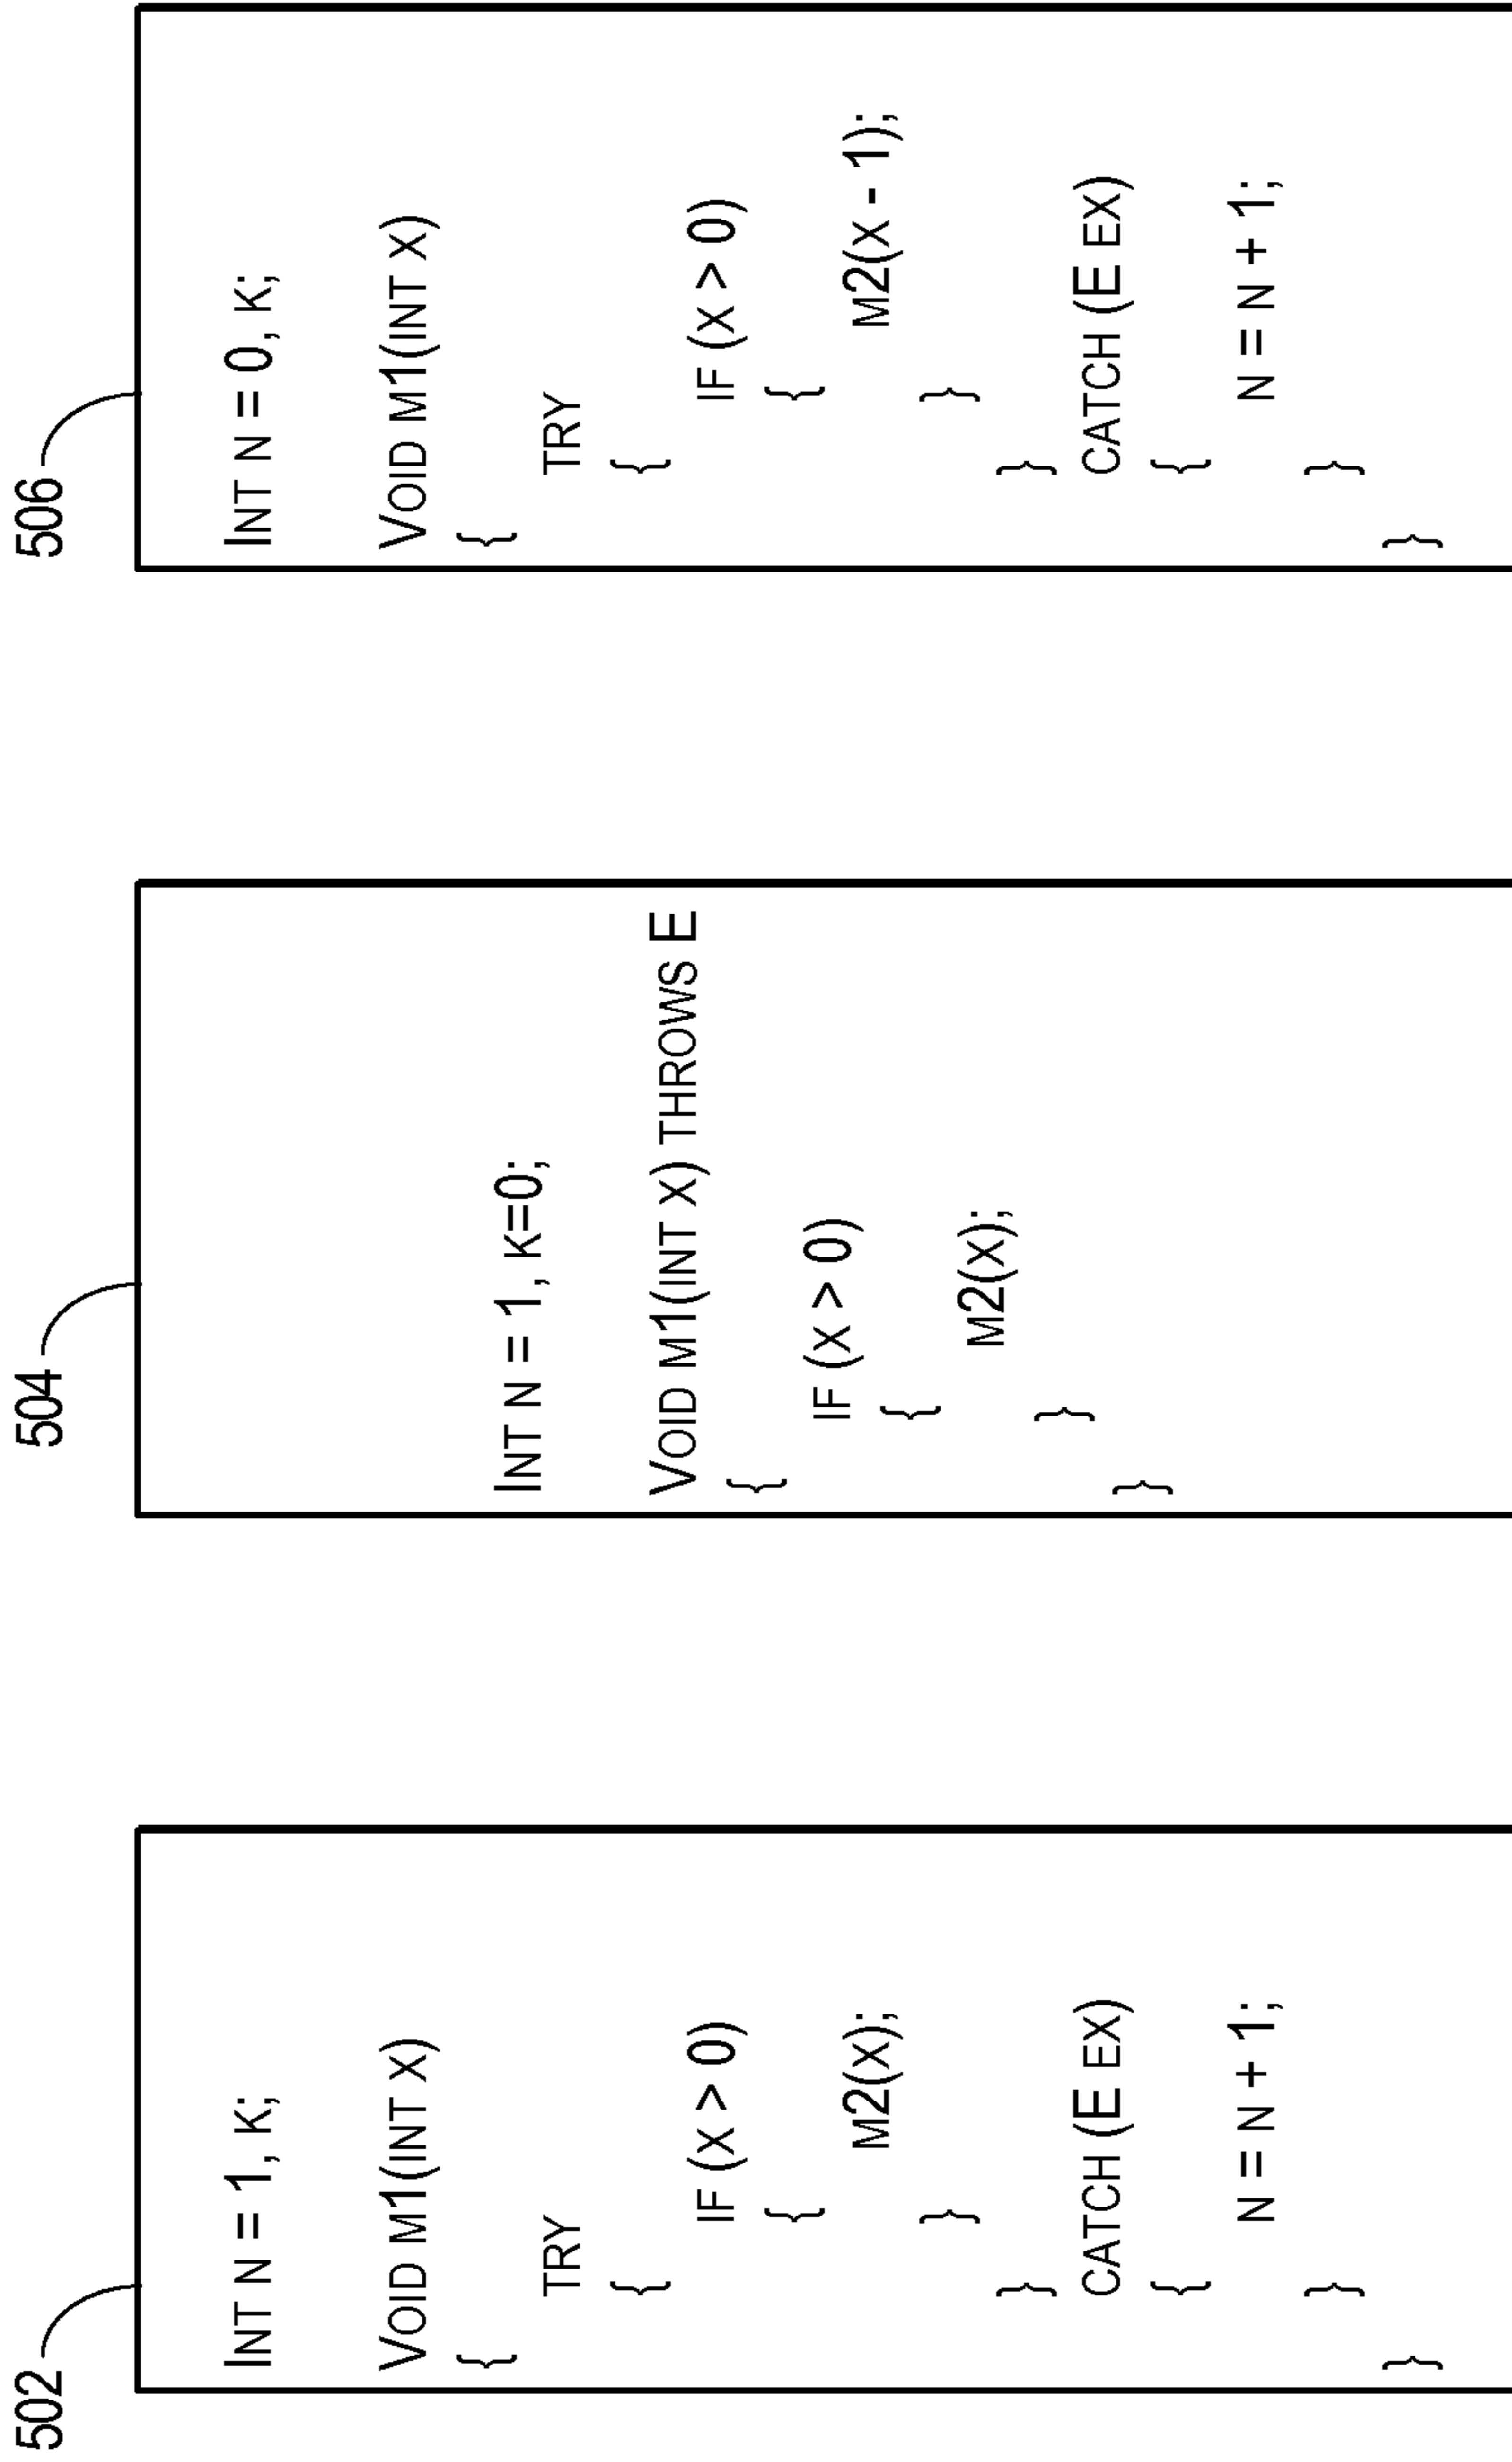 502
INT N = 1, K;
VOID M1(INT X)
{
TRY
{
IF (X > 0)
{
M2(X);
}
}
CATCH (E EX)
{
N = N + 1;
}
}
504
INT N = 1, K=0;
VOID M1(INT X) THROWS E
{
IF (X > 0)
{
M2(X);
}
}
506
INT N = 0, K;
VOID M1(INT X)
{
TRY
{
IF (X > 0)
{
M2(X - 1);
}
}
CATCH (E EX)
{
N = N + 1;
}
}